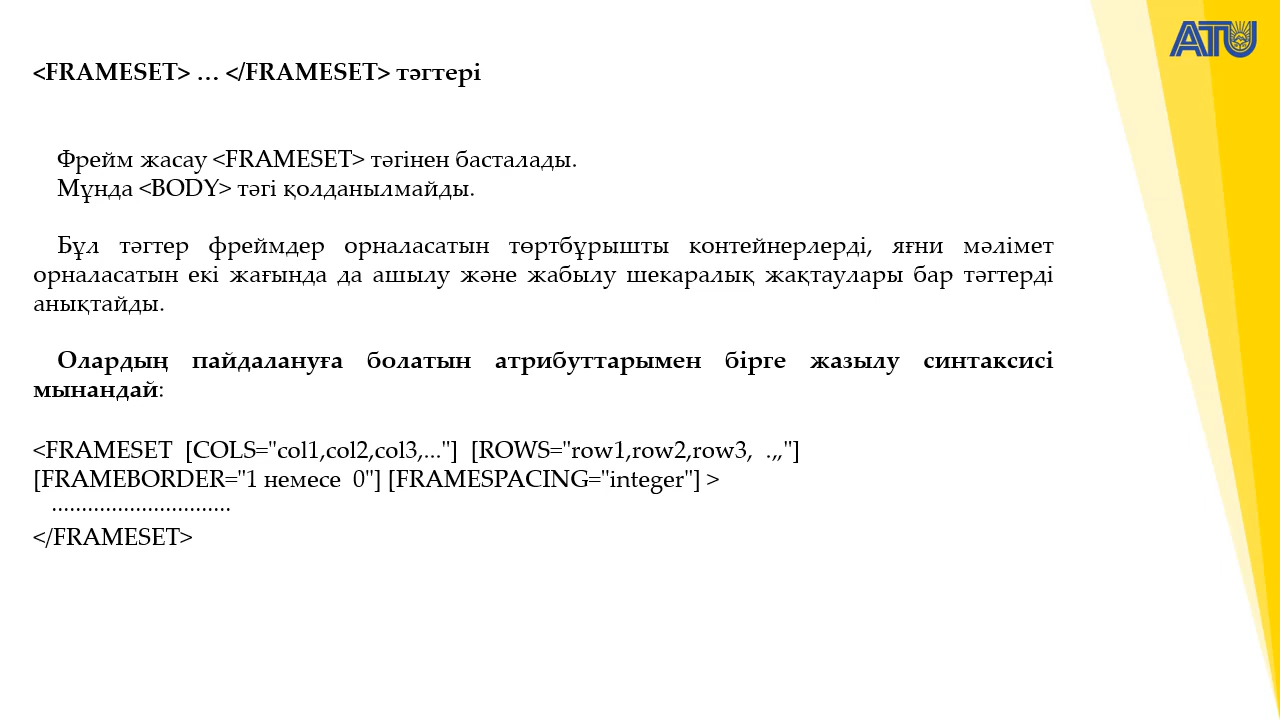 ATU
<FRAMESET> … </FRAMESET> тәгтері
Фрейм жасау <FRAMESET> тәгінен басталады.
Мұнда <BODY> тәгі қолданылмайды.
Бұл тәгтер фреймдер орналасатын төртбұрышты контейнерлерді, яғни мәлімет
орналасатын екі жағында да ашылу және жабылу шекаралық жақтаулары бар тәгтерді
анықтайды.
Олардың пайдалануға болатын атрибуттарымен бірге жазылу синтаксисі
мынандай:
<FRAMESET [COLS="col1,col2,col3,..."] [ROWS="row1,row2,row3, .„"]
[FRAMEBORDER="1 немесе 0"] [FRAMESPACING="integer"] >
..............................
</FRAMESET>